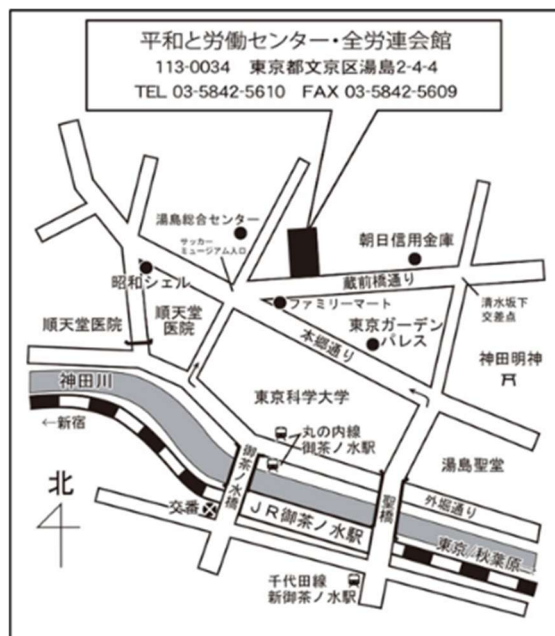 平和と労働センター・全労連会館
113-0034 東京都文京区湯島2-4-4
TEL 03-5842-5610 FAX 03-5842-5609
湯島総合センター
サッカー
ミュージアム入口
朝日信用金庫
昭和シェル
蔵前橋通り
清水坂下
交差点
ファミリーマート
順天堂医院
順天堂
医院
本郷通り
東京ガーデン
パレス
神田明神
神田川
東京科学大学
←新宿
丸の内線
御茶ノ水駅
御茶ノ水橋
湯島聖堂
北
交番
JR御茶ノ水駅
聖橋
外堀通り
東京/秋葉原
千代田線
新御茶ノ水駅